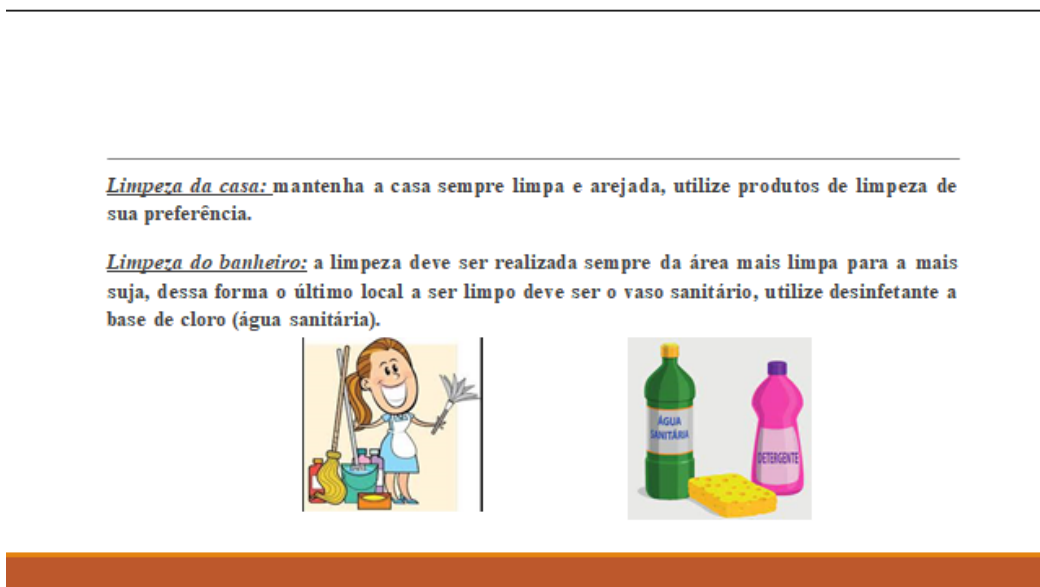 Limpeza da casa: mantenha a casa sempre limpa e arejada, utilize produtos de limpeza de
sua preferência.
Limpeza do banheiro: a limpeza deve ser realizada sempre da área mais limpa para a mais
suja, dessa forma o último local a ser limpo deve ser o vaso sanitário, utilize desinfetante a
base de cloro (água sanitária).
ÁGUA
SANITÁRIA
DETERGENTE